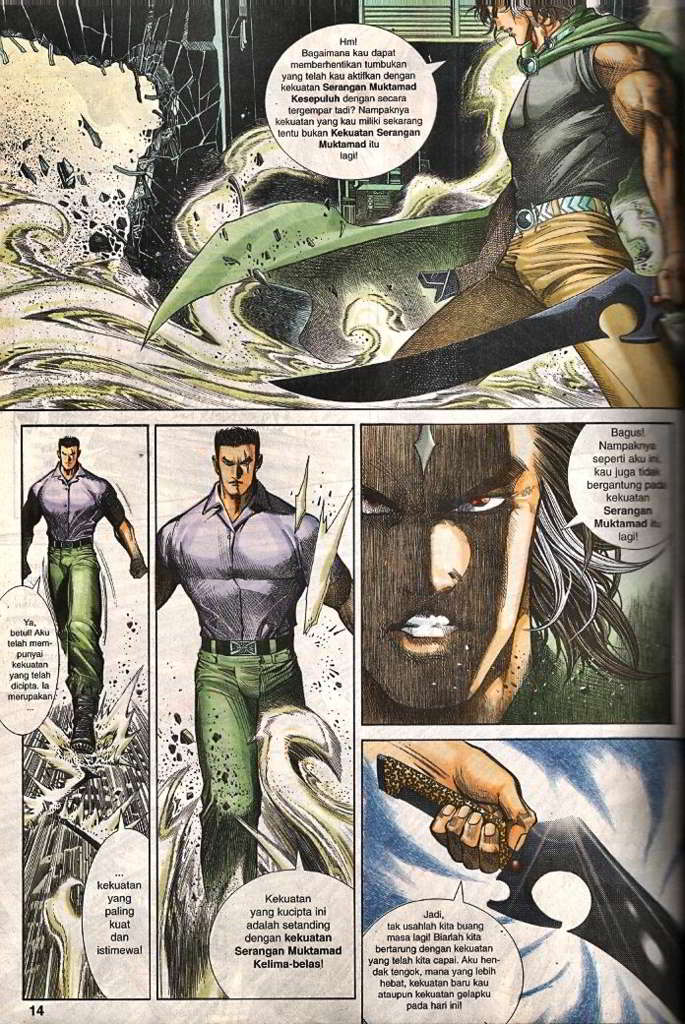 Hm!
Bagaimana kau dapat
memberhentikan tumbukan
yang telah kau aktifkan dengan
kekuatan Serangan Muktamad
Kesepuluh dengan secara
tergempar tadi? Nampaknya
kekuatan yang kau miliki sekarang
tentu bukan Kekuatan Serangan
Muktamad itu
lagi!
Ya,
betul! Aku
telah mem-
punyai
kekuatan
yang telah
dicipta. Ia
merupakan
...
kekuatan
yang
paling
kuat
dan
istimewa!
Kekuatan
yang kucipta ini
adalah setanding
dengan kekuatan
Serangan Muktamad
Kelima-belas!
Bagus!
Nampaknya
seperti aku ini,
kau juga tidak
bergantung pada
kekuatan
Serangan
Muktamad itu
lagi!
Jadi,
tak usahlah kita buang
masa lagi! Biarlah kita
bertarung dengan kekuatan
yang telah kita capai. Aku hen-
dak tengok, mana yang lebih
hebat, kekuatan baru kau
ataupun kekuatan gelapku
pada hari ini!
14